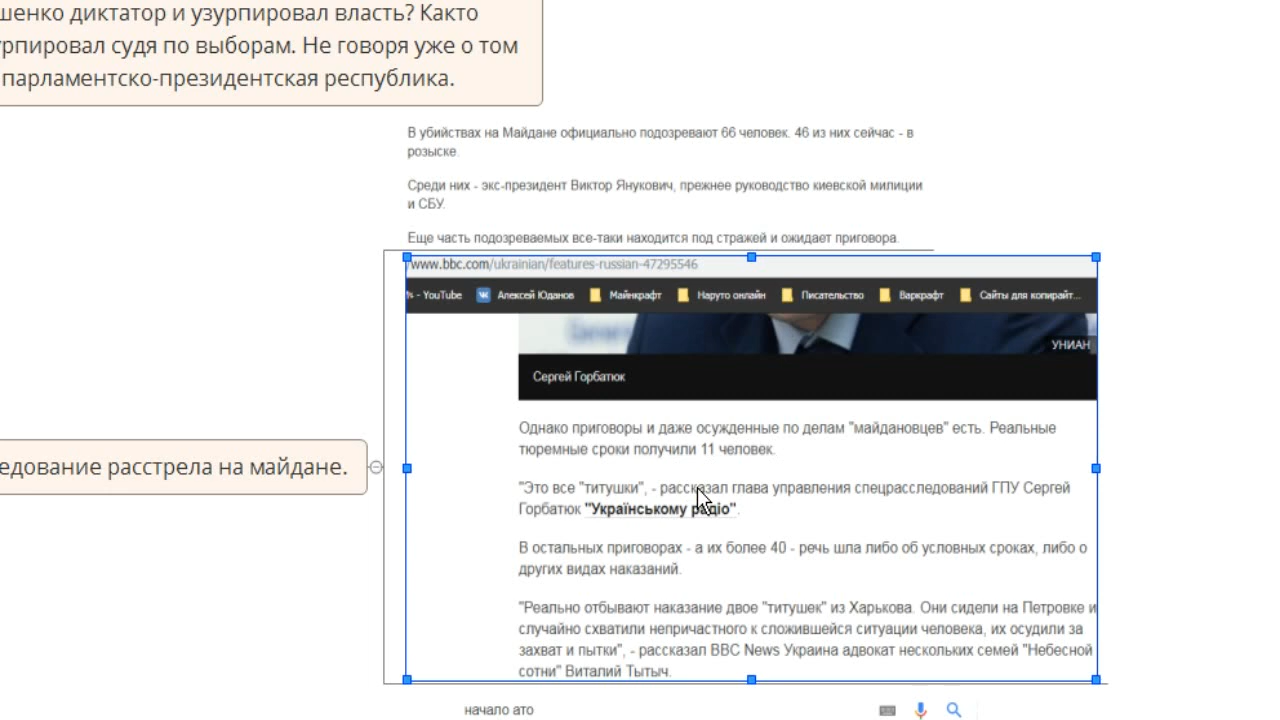 шенко диктатор и узурпировал власть? Както
урпировал судя по выборам. Не говоря уже о том
парламентско-президентская республика.
В убийствах на Майдане официально подозревают 66 человек. 46 из них сейчас - в
розыске.
Среди них - экс-президент Виктор Янукович, прежнее руководство киевской милиции
и СБУ.
Еще часть подозреваемых все-таки находится под стражей и ожидает приговора.
/www.bbc.com/ukrainian/features-russian-47295546
- YouTube Алексей Юданов Майнкрафт Наруто онлайн Писательство Варкрафт Сайты для копирайт...
УНИАН
Сергей Горбатюк
Однако приговоры и даже осужденные по делам "майдановцев" есть. Реальные
тюремные сроки получили 11 человек.
едование расстрела на майдане.
"Это все "титушки", - рассказал глава управления спецрасследований ГПУ Сергей
Горбатюк "Українському радіо".
В остальных приговорах - а их более 40 - речь шла либо об условных сроках, либо о
других видах наказаний.
"Реально отбывают наказание двое "титушек" из Харькова. Они сидели на Петровке и
случайно схватили непричастного к сложившейся ситуации человека, их осудили за
захват и пытки", - рассказал BBC News Украина адвокат нескольких семей "Небесной
сотни" Виталий Тытыч.
начало ато